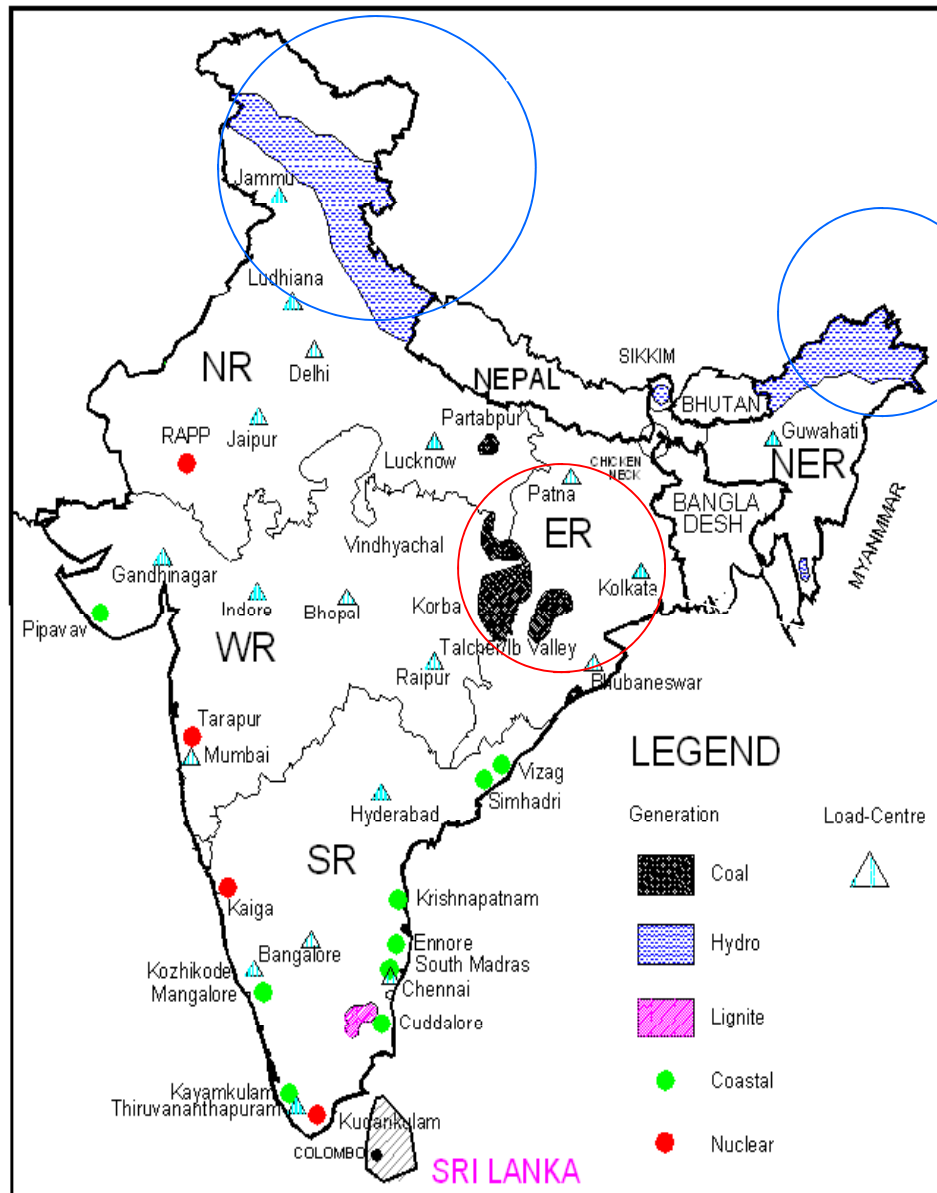 Jammu
Ludhiana
Delhi
NR
NEPAL
SIKKIM
BHUTAN
Partabpur
RAPP
Jaipur
Lucknow
CHICKEN
NECK
Guwahati
NER
Patna
BANGLA
DESH
MYANMMAR
Vindhyachal
ER
Gandhinagar
Indore
Bhopal
Korba
Kolkata
Pipavav
WR
Talcher/Ib Valley
Raipur
Bhubaneswar
Tarapur
Mumbai
Vizag
Simhadri
Hyderabad
SR
Kaiga
Krishnapatnam
Bangalore
Ennore
South Madras
Kozhikode
Mangalore
Chennai
Cuddalore
Kayamkulam
Thiruvananthapuram
Kudankulam
COLOMBO
SRI LANKA
LEGEND
Generation
Load-Centre
Coal
Hydro
Lignite
Coastal
Nuclear